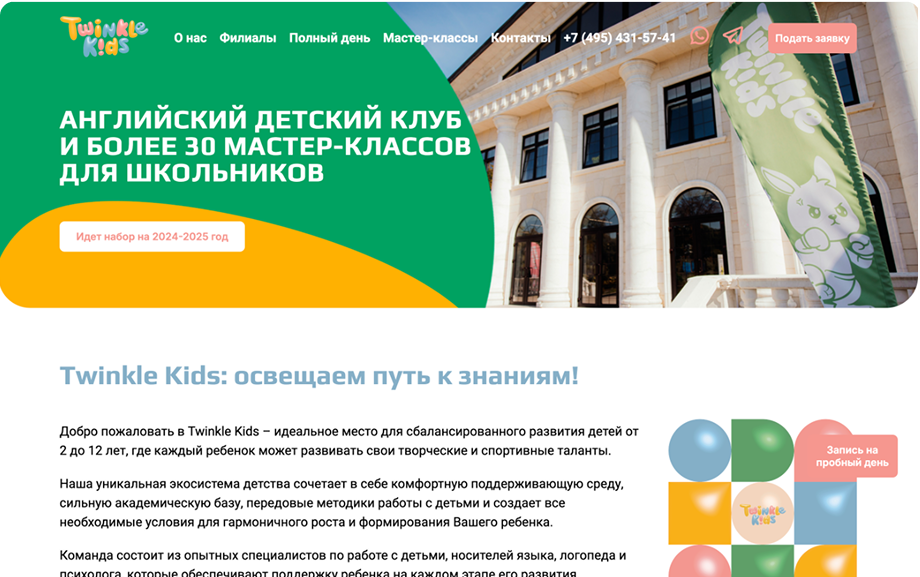 Twinkle Kids
О нас Филиалы Полный день Мастер-классы Контакты +7 (495) 431-57-41 Подать заявку
TWINKLE
Kids
АНГЛИЙСКИЙ ДЕТСКИЙ КЛУБ
И БОЛЕЕ 30 МАСТЕР-КЛАССОВ
ДЛЯ ШКОЛЬНИКОВ
Идет набор на 2024-2025 год
Twinkle Kids: освещаем путь к знаниям!
Добро пожаловать в Twinkle Kids – идеальное место для сбалансированного развития детей от
2 до 12 лет, где каждый ребенок может развивать свои творческие и спортивные таланты.
Наша уникальная экосистема детства сочетает в себе комфортную поддерживающую среду,
сильную академическую базу, передовые методики работы с детьми и создает все
необходимые условия для гармоничного роста и формирования Вашего ребенка.
Команда состоит из опытных специалистов по работе с детьми, носителей языка, логопеда и
психолога, которые обеспечивают поддержку ребенка на каждом этапе его развития.
Запись на
пробный день
Twinkle
Kids